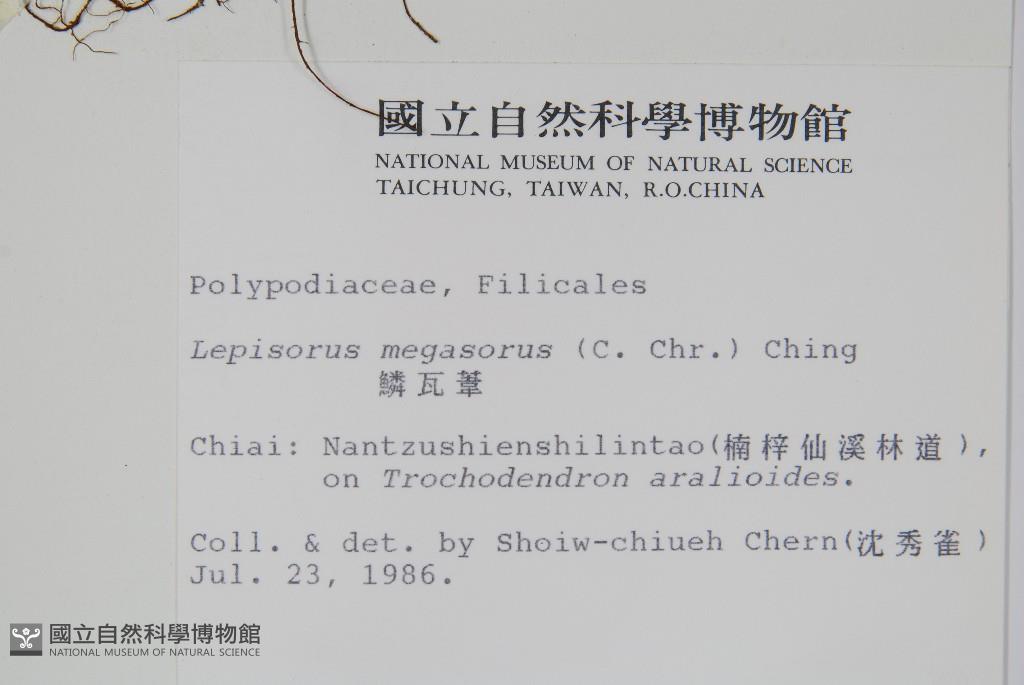 國立自然科學博物館
NATIONAL MUSEUM OF NATURAL SCIENCE
TAICHUNG, TAIWAN, R.O.CHINA
Polypodiaceae, Filicales
Lepisorus megasorus (C. Chr.) Ching
鱗瓦葦
Chiai: Nantzushienshilintao(楠梓仙溪林道),
on Trochodendron aralioides.
Coll. & det. by Shoiw-chiueh Chern(沈秀雀)
Jul. 23, 1986.
國立自然科學博物館
NATIONAL MUSEUM OF NATURAL SCIENCE